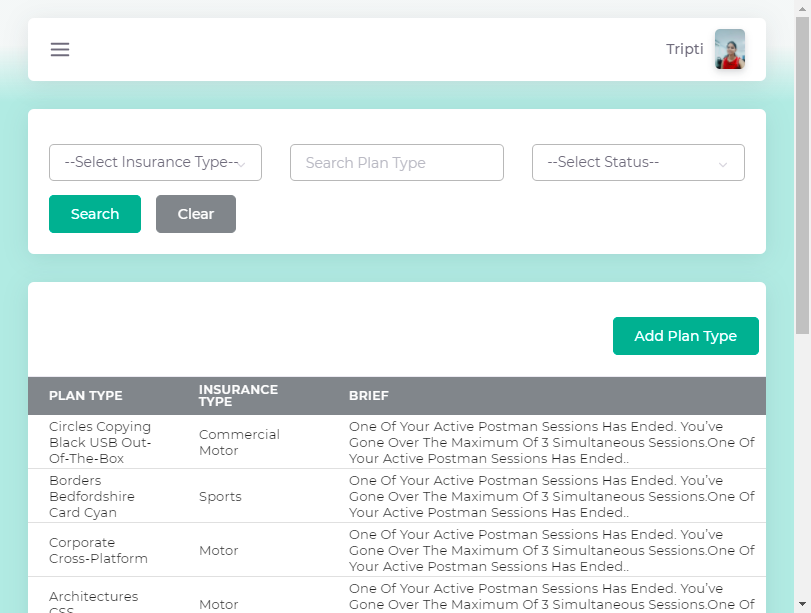 Tripti
--Select Insurance Type--
Search Plan Type
--Select Status--
Search
Clear
Add Plan Type
PLAN TYPE
INSURANCE
TYPE
BRIEF
Circles Copying
Black USB Out-
Of-The-Box
Commercial
Motor
One Of Your Active Postman Sessions Has Ended. You’ve
Gone Over The Maximum Of 3 Simultaneous Sessions.One Of
Your Active Postman Sessions Has Ended..
Borders
Bedfordshire
Card Cyan
Sports
One Of Your Active Postman Sessions Has Ended. You’ve
Gone Over The Maximum Of 3 Simultaneous Sessions.One Of
Your Active Postman Sessions Has Ended..
Corporate
Cross-Platform
Motor
One Of Your Active Postman Sessions Has Ended. You’ve
Gone Over The Maximum Of 3 Simultaneous Sessions.One Of
Your Active Postman Sessions Has Ended..
Architectures
CSS
Motor
One Of Your Active Postman Sessions Has Ended. You’ve
Gone Over The Maximum Of 3 Simultaneous Sessions.One Of